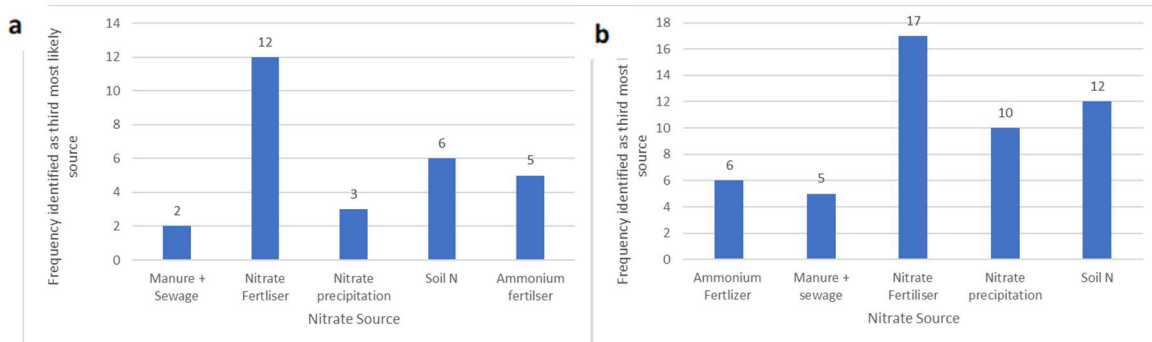 a
Frequency identified as third most likely
source
14
12
10
8
6
4
2
0
2
12
3
6
5
Manure +
Sewage
Nitrate
Fertliser
Nitrate
precipitation
Soil N
Ammonium
fertilser
Nitrate Source
b
Frequency identified as third most
source
18
16
14
12
10
8
6
4
2
0
6
5
17
10
12
Ammonium
Fertlizer
Manure +
sewage
Nitrate
Fertiliser
Nitrate
precipitation
Soil N
Nitrate Source